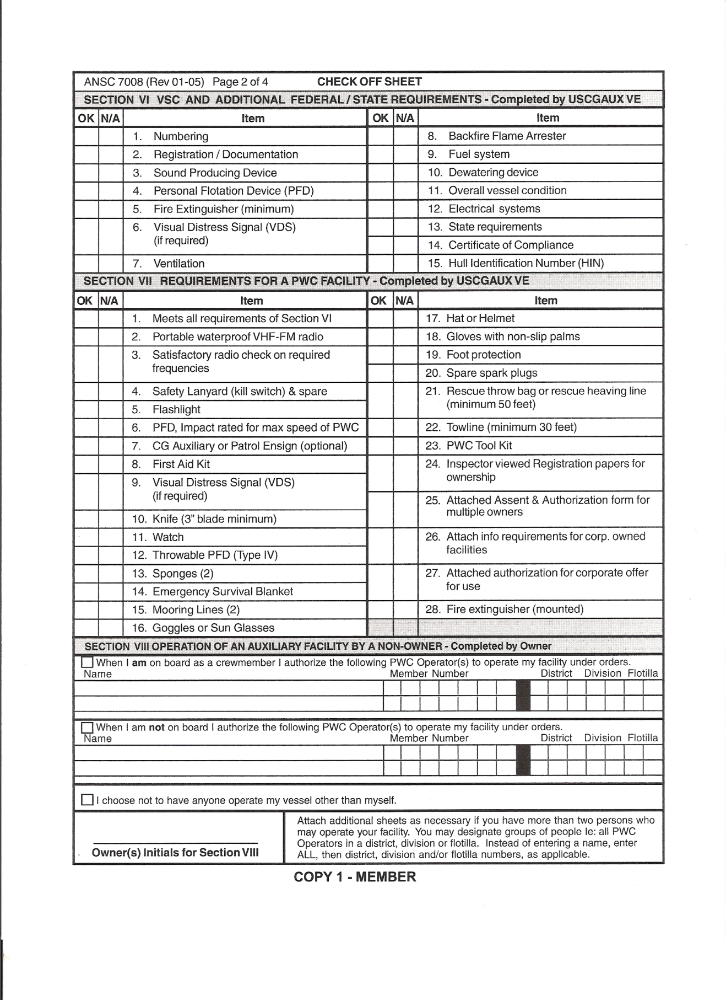 ANSC 7008 (Rev 01-05) Page 2 of 4 CHECK OFF SHEET
SECTION VI VSC AND ADDITIONAL FEDERAL / STATE REQUIREMENTS - Completed by USCGAUX VE
OK N/A Item
1. Numbering
2. Registration / Documentation
3. Sound Producing Device
4. Personal Flotation Device (PFD)
5. Fire Extinguisher (minimum)
6. Visual Distress Signal (VDS)
(if required)
7. Ventilation
OK N/A Item
8. Backfire Flame Arrester
9. Fuel system
10. Dewatering device
11. Overall vessel condition
12. Electrical systems
13. State requirements
14. Certificate of Compliance
15. Hull Identification Number (HIN)
SECTION VII REQUIREMENTS FOR A PWC FACILITY - Completed by USCGAUX VE
OK N/A Item
1. Meets all requirements of Section VI
2. Portable waterproof VHF-FM radio
3. Satisfactory radio check on required
frequencies
4. Safety Lanyard (kill switch) & spare
5. Flashlight
6. PFD, Impact rated for max speed of PWC
7. CG Auxiliary or Patrol Ensign (optional)
8. First Aid Kit
9. Visual Distress Signal (VDS)
(if required)
10. Knife (3” blade minimum)
11. Watch
12. Throwable PFD (Type IV)
13. Sponges (2)
14. Emergency Survival Blanket
15. Mooring Lines (2)
16. Goggles or Sun Glasses
OK N/A Item
17. Hat or Helmet
18. Gloves with non-slip palms
19. Foot protection
20. Spare spark plugs
21. Rescue throw bag or rescue heaving line
(minimum 50 feet)
22. Towline (minimum 30 feet)
23. PWC Tool Kit
24. Inspector viewed Registration papers for
ownership
25. Attached Assent & Authorization form for
multiple owners
26. Attach info requirements for corp. owned
facilities
27. Attached authorization for corporate offer
for use
28. Fire extinguisher (mounted)
SECTION VIII OPERATION OF AN AUXILIARY FACILITY BY A NON-OWNER - Completed by Owner
When I am on board as a crewmember I authorize the following PWC Operator(s) to operate my facility under orders.
Name Member Number District Division Flotilla
When I am not on board I authorize the following PWC Operator(s) to operate my facility under orders.
Name Member Number District Division Flotilla
I choose not to have anyone operate my vessel other than myself.
Owner(s) Initials for Section VIII
Attach additional sheets as necessary if you have more than two persons who
may operate your facility. You may designate groups of people Ie: all PWC
Operators in a district, division or flotilla. Instead of entering a name, enter
ALL, then district, division and/or flotilla numbers, as applicable.
COPY 1 - MEMBER